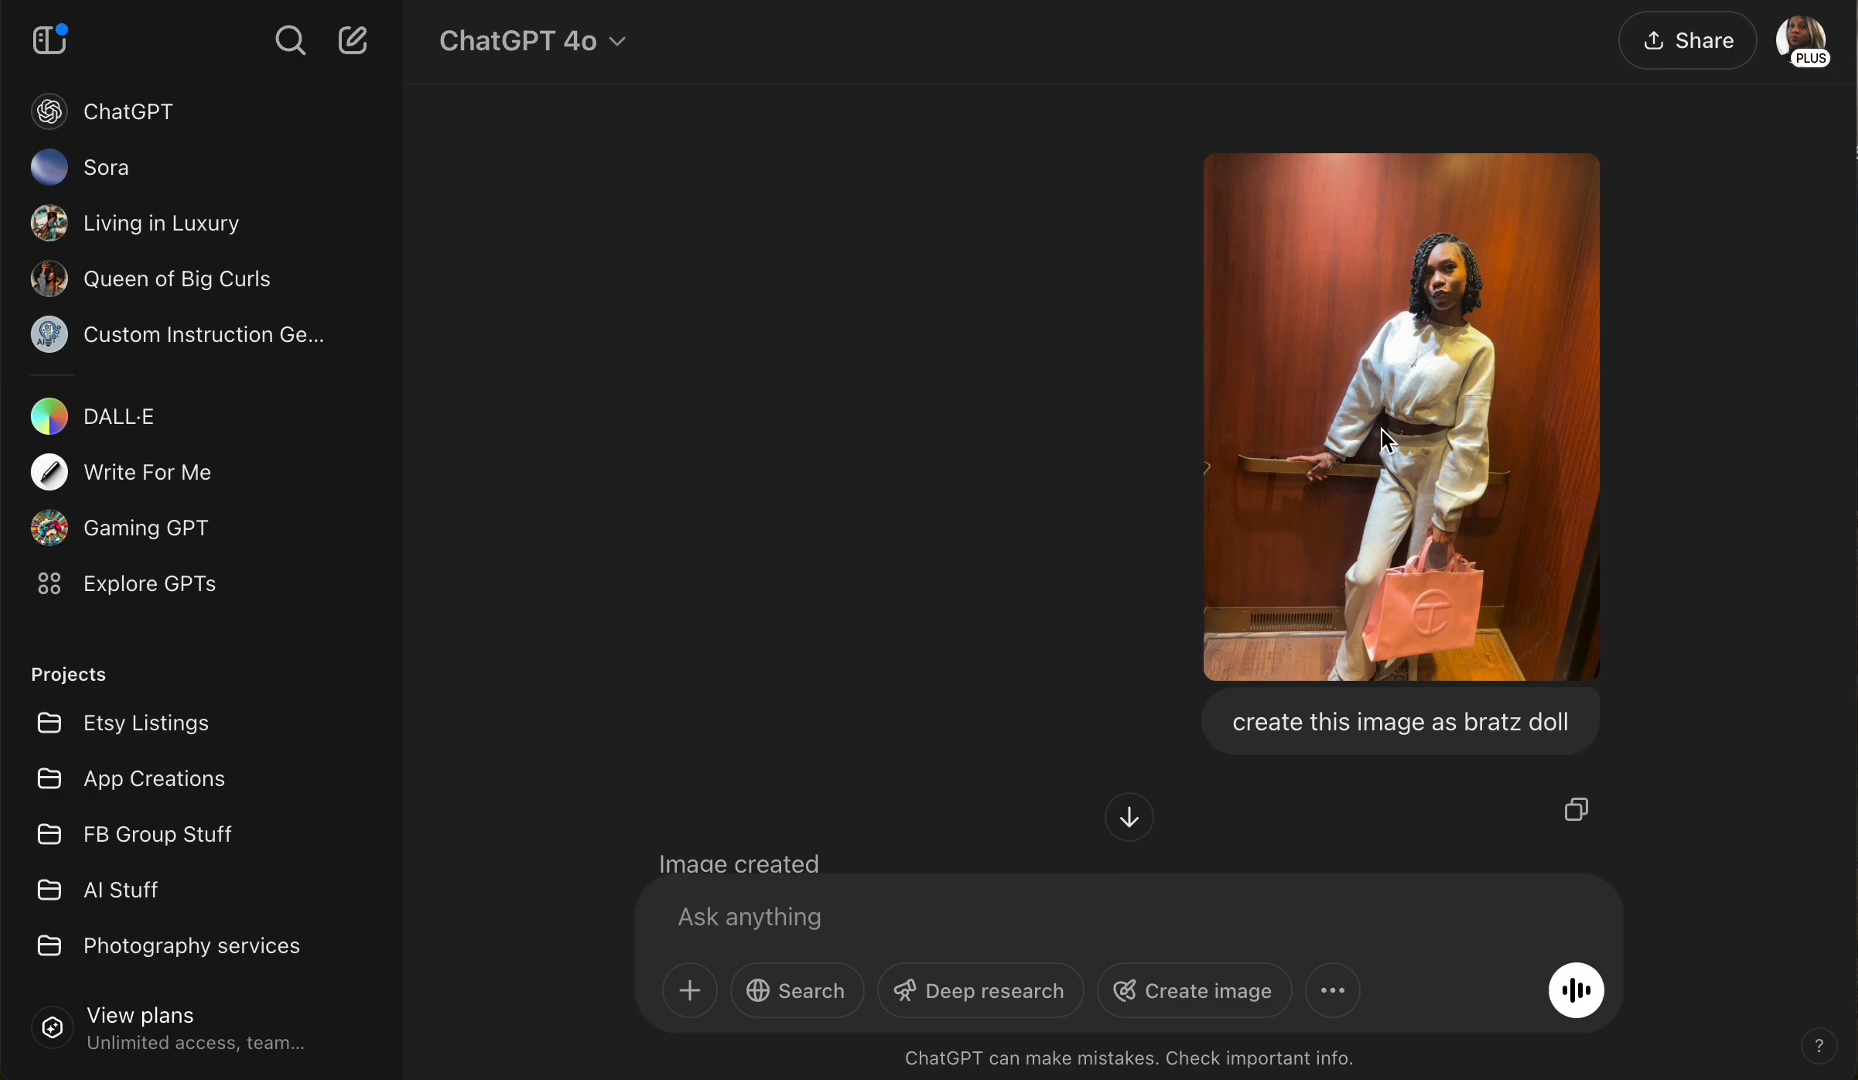 ChatGPT 4o
Share
PLUS
ChatGPT
Sora
Living in Luxury
Queen of Big Curls
Custom Instruction Ge...
DALL·E
Write For Me
Gaming GPT
Explore GPTs
Projects
Etsy Listings
App Creations
FB Group Stuff
AI Stuff
Photography services
View plans
Unlimited access, team...
create this image as bratz doll
Image created
Ask anything
Search
Deep research
Create image
ChatGPT can make mistakes. Check important info.
?